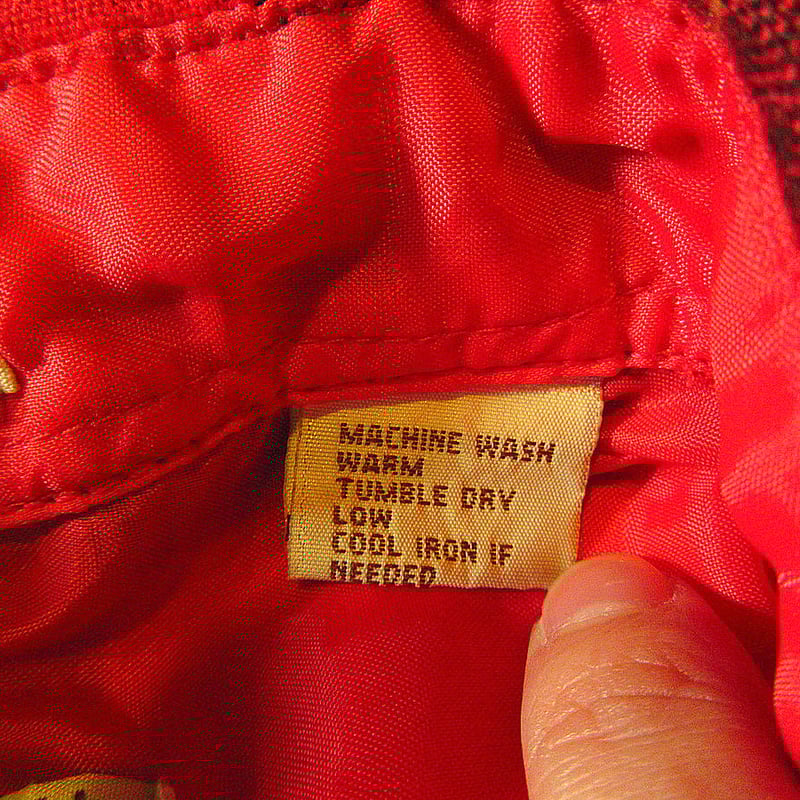 MACHINE WASH
WARM
TUMBLE DRY
LOW
COOL IRON IF
NEEDED